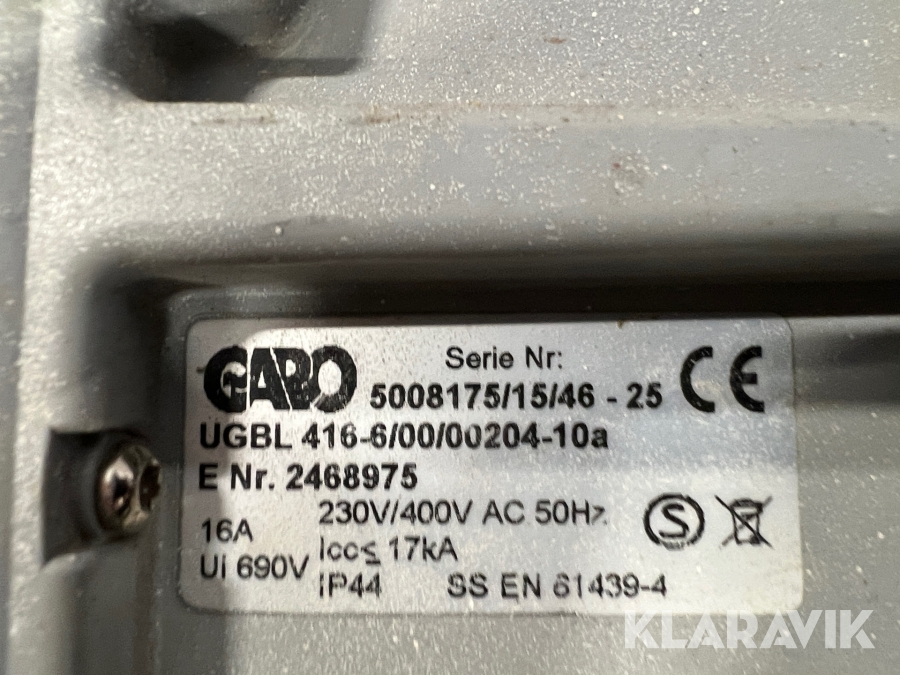 GARO
Serie Nr:
5008175/15/46 - 25
CE
UGBL 416-6/00/00204-10a
E Nr. 2468975
16A
230V/400V AC 50Hz
Ui 690V
Icc≤ 17kA
IP44
SS EN 61439-4
S
KLARAVIK